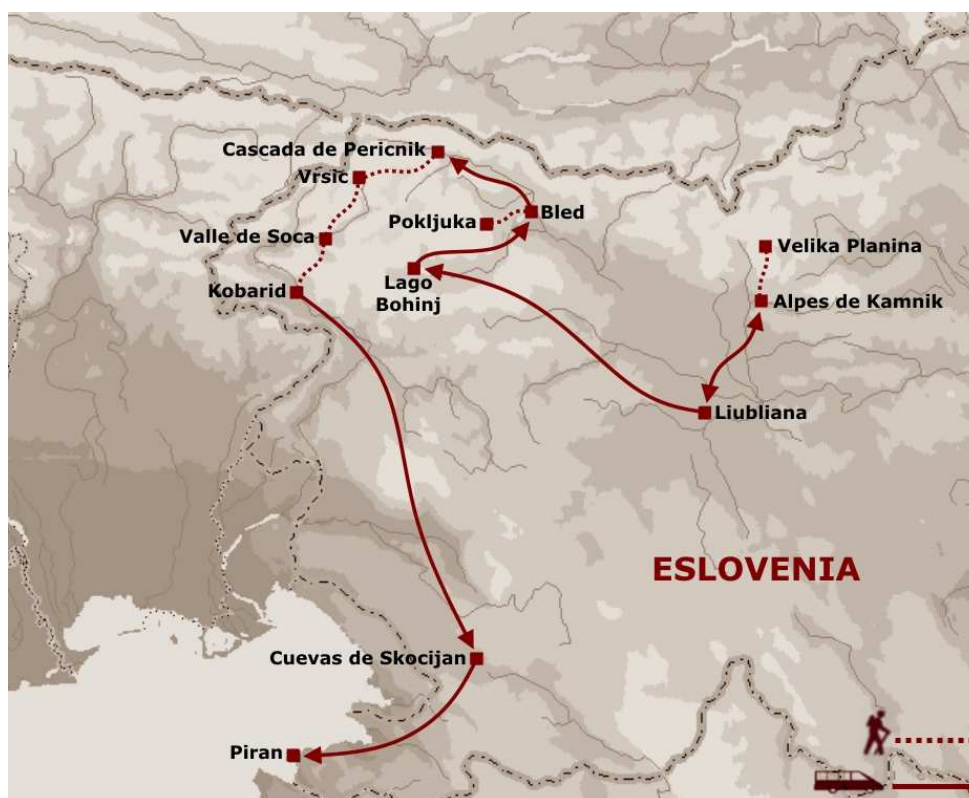 Cascada de Pericnik
Vrsic
Pokljuka
Bled
Valle de Soca
Velika Planina
Lago
Bohinj
Kobarid
Alpes de Kamnik
Liubliana
ESLOVENIA
Cuevas de Skocijan
Piran